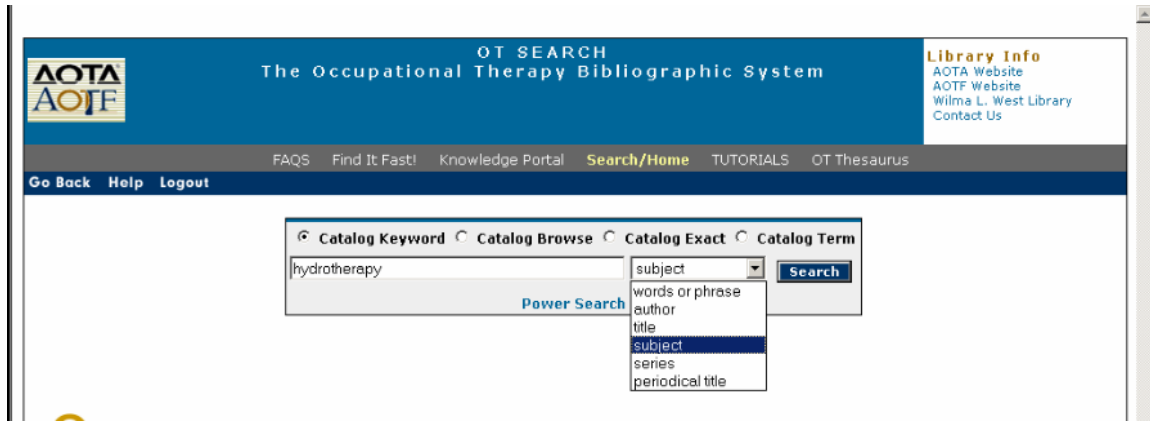 OT SEARCH
The Occupational Therapy Bibliographic System
AOTA
AOTF
Library Info
AOTA Website
AOTF Website
Wilma L. West Library
Contact Us
FAQS Find It Fast! Knowledge Portal Search/Home TUTORIALS OT Thesaurus
Go Back Help Logout
Catalog Keyword Catalog Browse Catalog Exact Catalog Term
hydrotherapy subject Search
Power Search
words or phrase
author
title
subject
series
periodical title